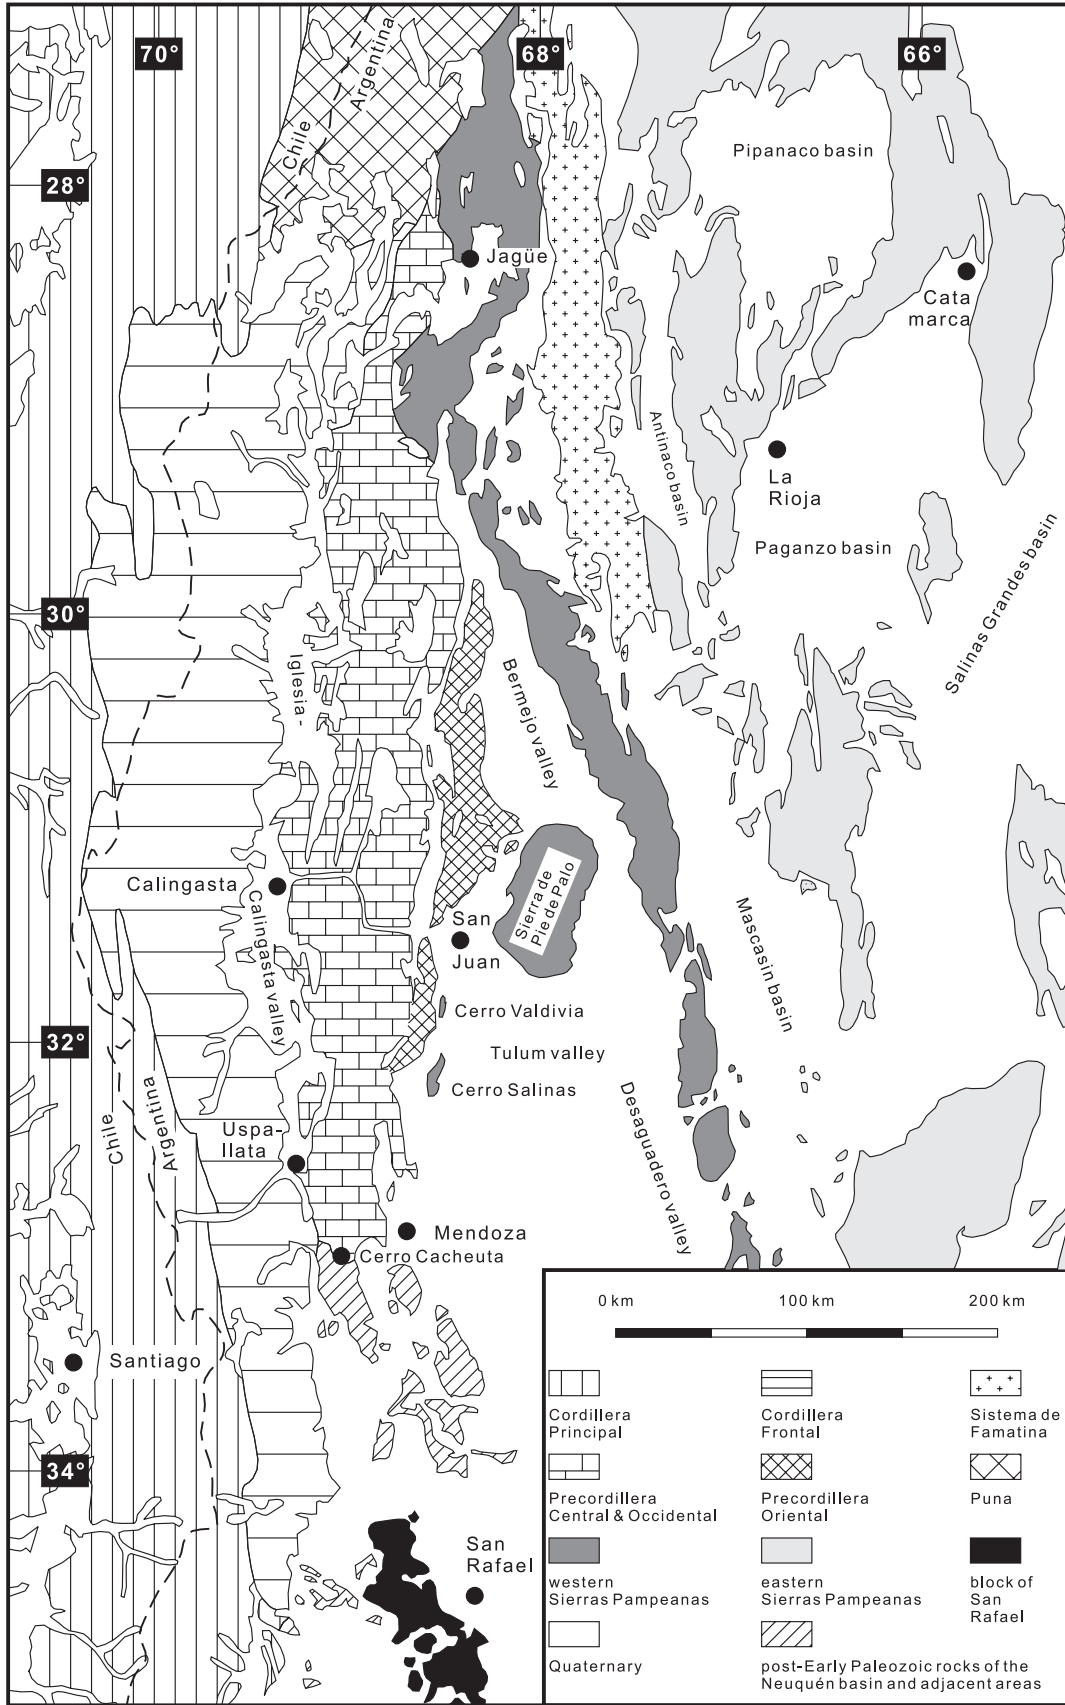 70°
68°
66°
Chile
Argentina
Pipanaco basin
28°
Jagüe
Cata
marca
Antinaco basin
La
Rioja
Paganzo basin
Salinas Grandes basin
30°
Iglesia -
Bermejo valley
Calingasta
Calingasta valley
San
Juan
Sierra de
Pie de Palo
Mascasin basin
Cerro Valdivia
32°
Tulum valley
Cerro Salinas
Chile
Argentina
Uspa-
llata
Desaguadero valley
Mendoza
Cerro Cacheuta
Santiago
34°
San
Rafael
0 km
100 km
200 km
Cordillera
Principal
Cordillera
Frontal
Sistema de
Famatina
Precordillera
Central & Occidental
Precordillera
Oriental
Puna
western
Sierras Pampeanas
eastern
Sierras Pampeanas
block of
San
Rafael
Quaternary
post-Early Paleozoic rocks of the
Neuquén basin and adjacent areas